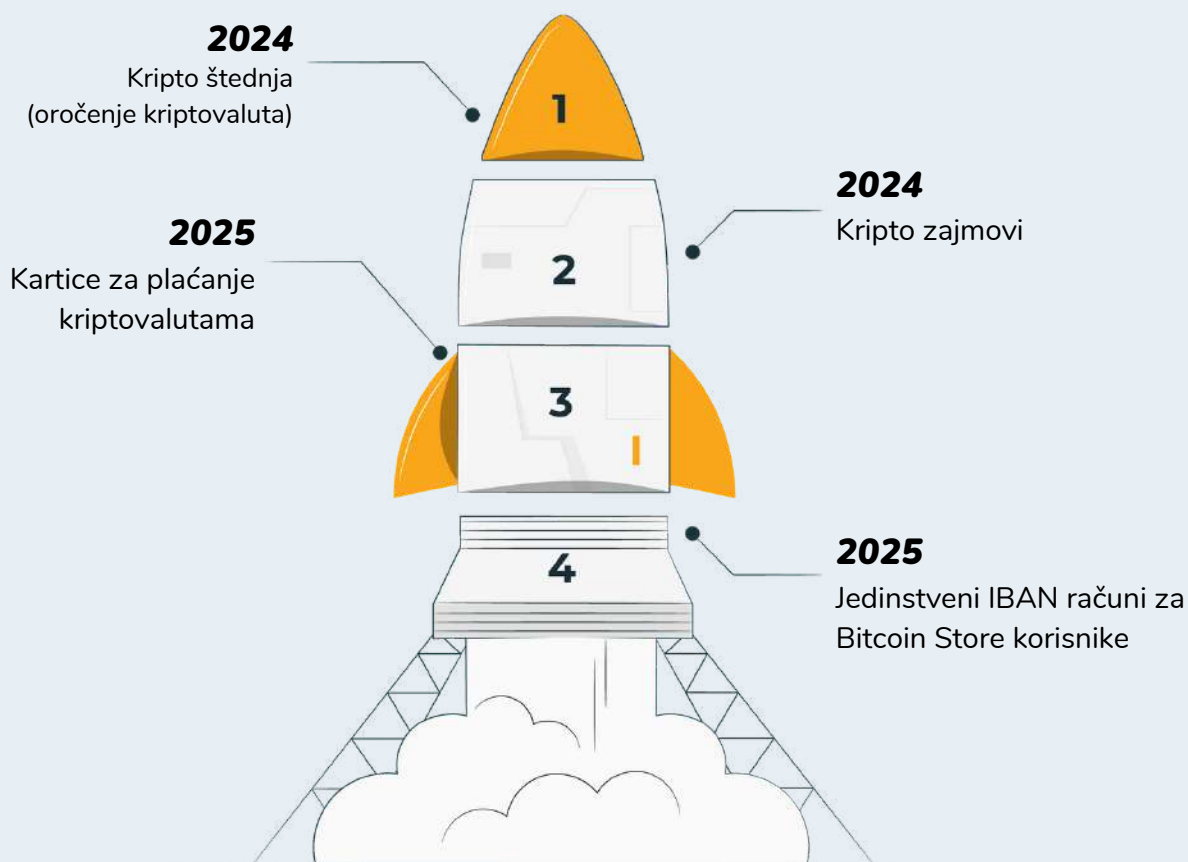 2024
Kripto štednja
(oročenje kriptovaluta)
1
2024
Kripto zajmovi
2
2025
Kartice za plaćanje
kriptovalutama
3
2025
Jedinstveni IBAN računi za
Bitcoin Store korisnike
4